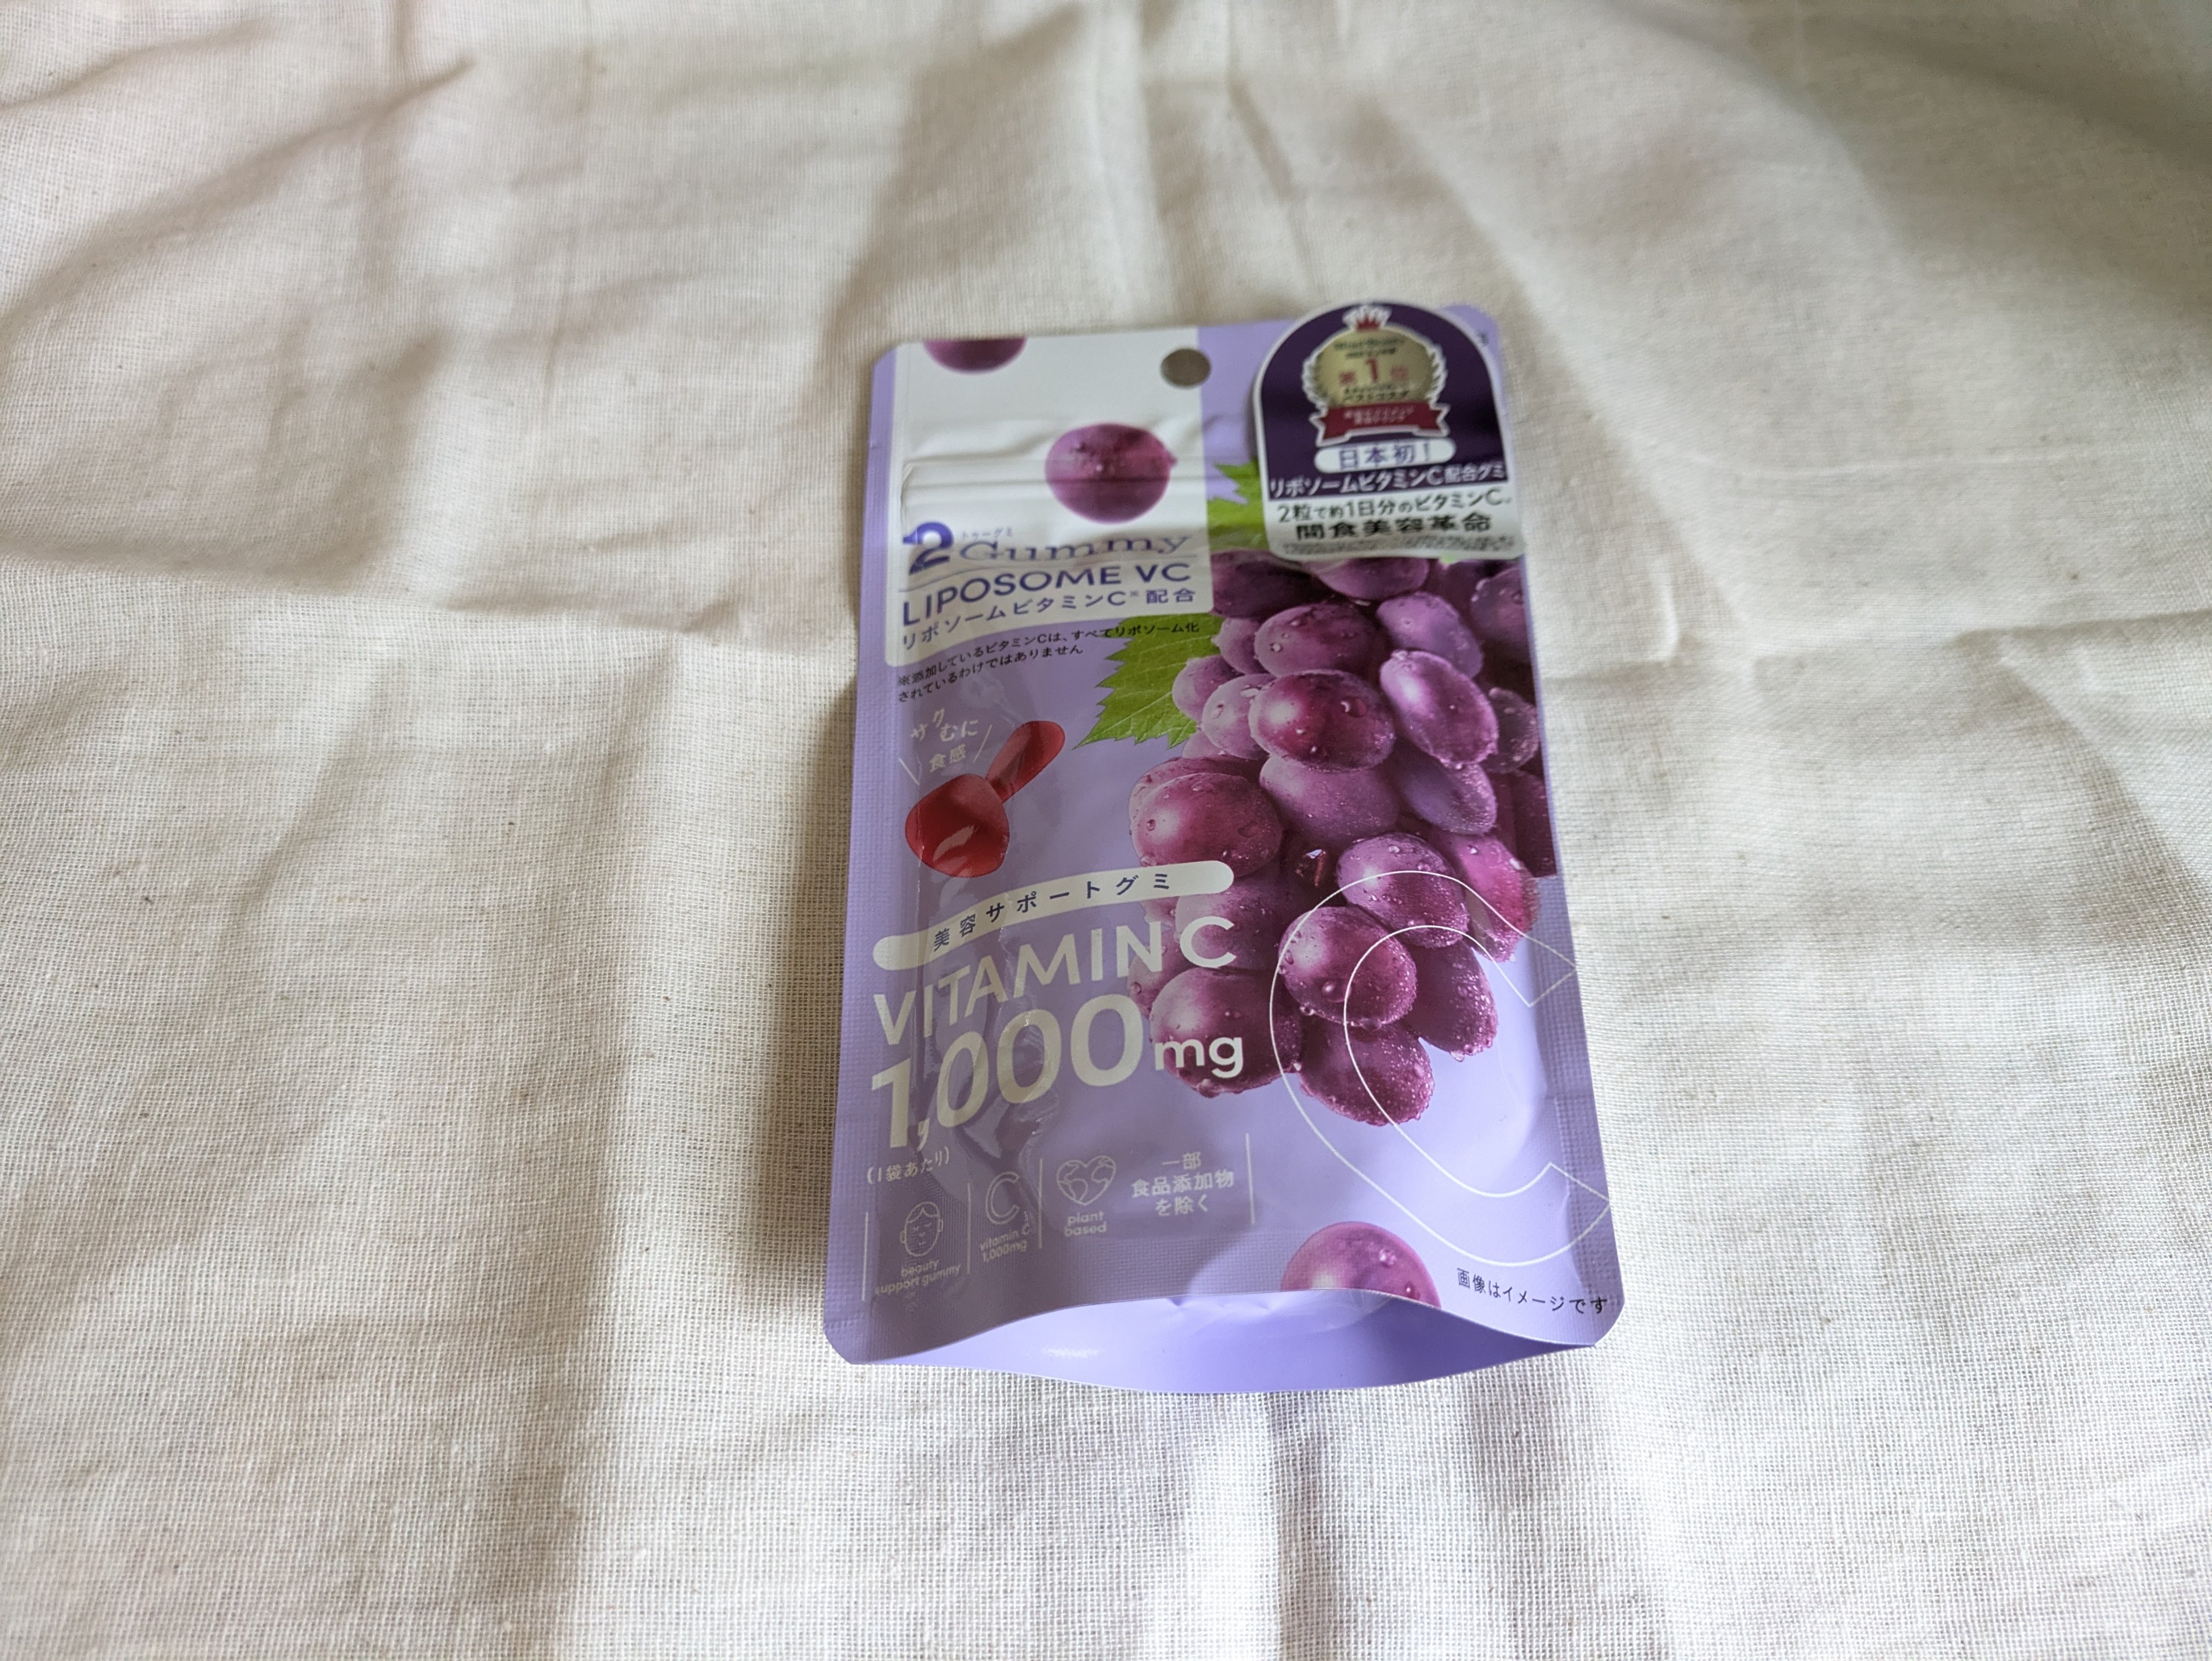 第1位
日本初!
リポソームビタミンC配合グミ
2粒で約1日分のビタミンC
間食美容革命
トゥーグミ
2 Gummy
LIPOSOME VC
リポソームビタミンC※配合
※添加しているビタミンCは、すべてリポソーム化
されているわけではありません
サクむに
食感
美容サポートグミ
VITAMIN C
1,000mg
(1袋あたり)
beauty
support gummy
C
vitamin C
1,000mg
plant
based
一部
食品添加物
を除く
画像はイメージです